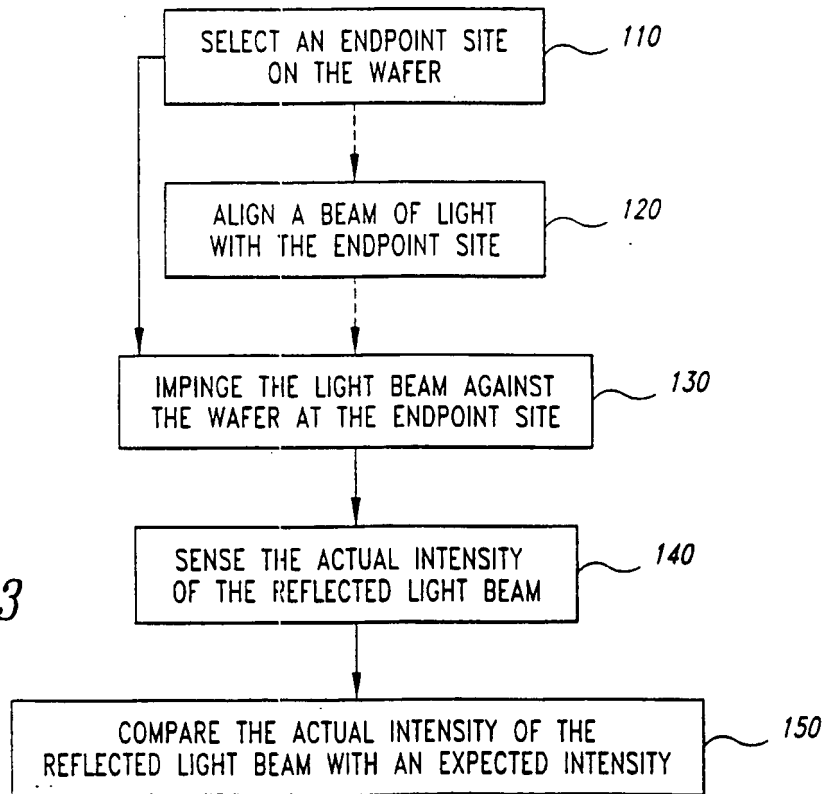 SELECT AN ENDPOINT SITE
ON THE WAFER
110
ALIGN A BEAM OF LIGHT
WITH THE ENDPOINT SITE
120
IMPINGE THE LIGHT BEAM AGAINST
THE WAFER AT THE ENDPOINT SITE
130
SENSE THE ACTUAL INTENSITY
OF THE REFLECTED LIGHT BEAM
140
3
COMPARE THE ACTUAL INTENSITY OF THE
REFLECTED LIGHT BEAM WITH AN EXPECTED INTENSITY
150